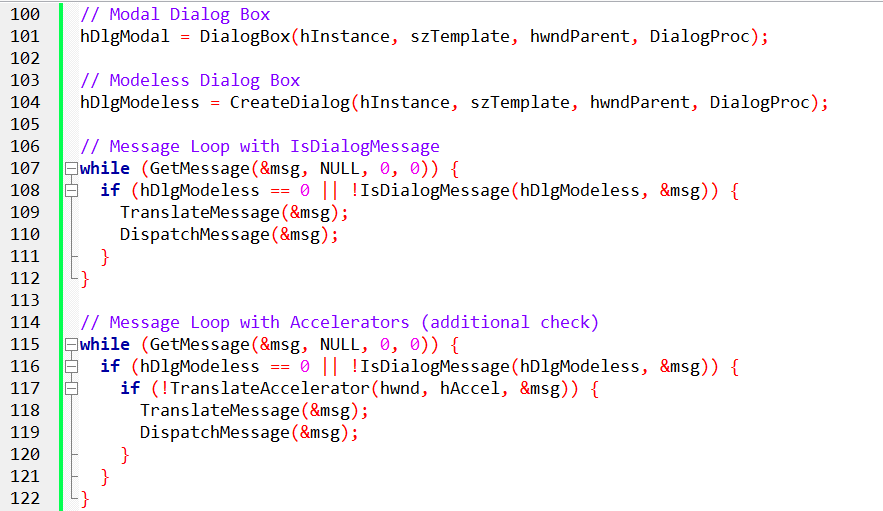 100 // Modal Dialog Box
101 hDlgModal = DialogBox(hInstance, szTemplate, hwndParent, DialogProc);
102
103 // Modeless Dialog Box
104 hDlgModeless = CreateDialog(hInstance, szTemplate, hwndParent, DialogProc);
105
106 // Message Loop with IsDialogMessage
107 while (GetMessage(&msg, NULL, 0, 0)) {
108   if (hDlgModeless == 0 || !IsDialogMessage(hDlgModeless, &msg)) {
109     TranslateMessage(&msg);
110     DispatchMessage(&msg);
111   }
112 }
113
114 // Message Loop with Accelerators (additional check)
115 while (GetMessage(&msg, NULL, 0, 0)) {
116   if (hDlgModeless == 0 || !IsDialogMessage(hDlgModeless, &msg)) {
117     if (!TranslateAccelerator(hwnd, hAccel, &msg)) {
118       TranslateMessage(&msg);
119       DispatchMessage(&msg);
120     }
121   }
122 }